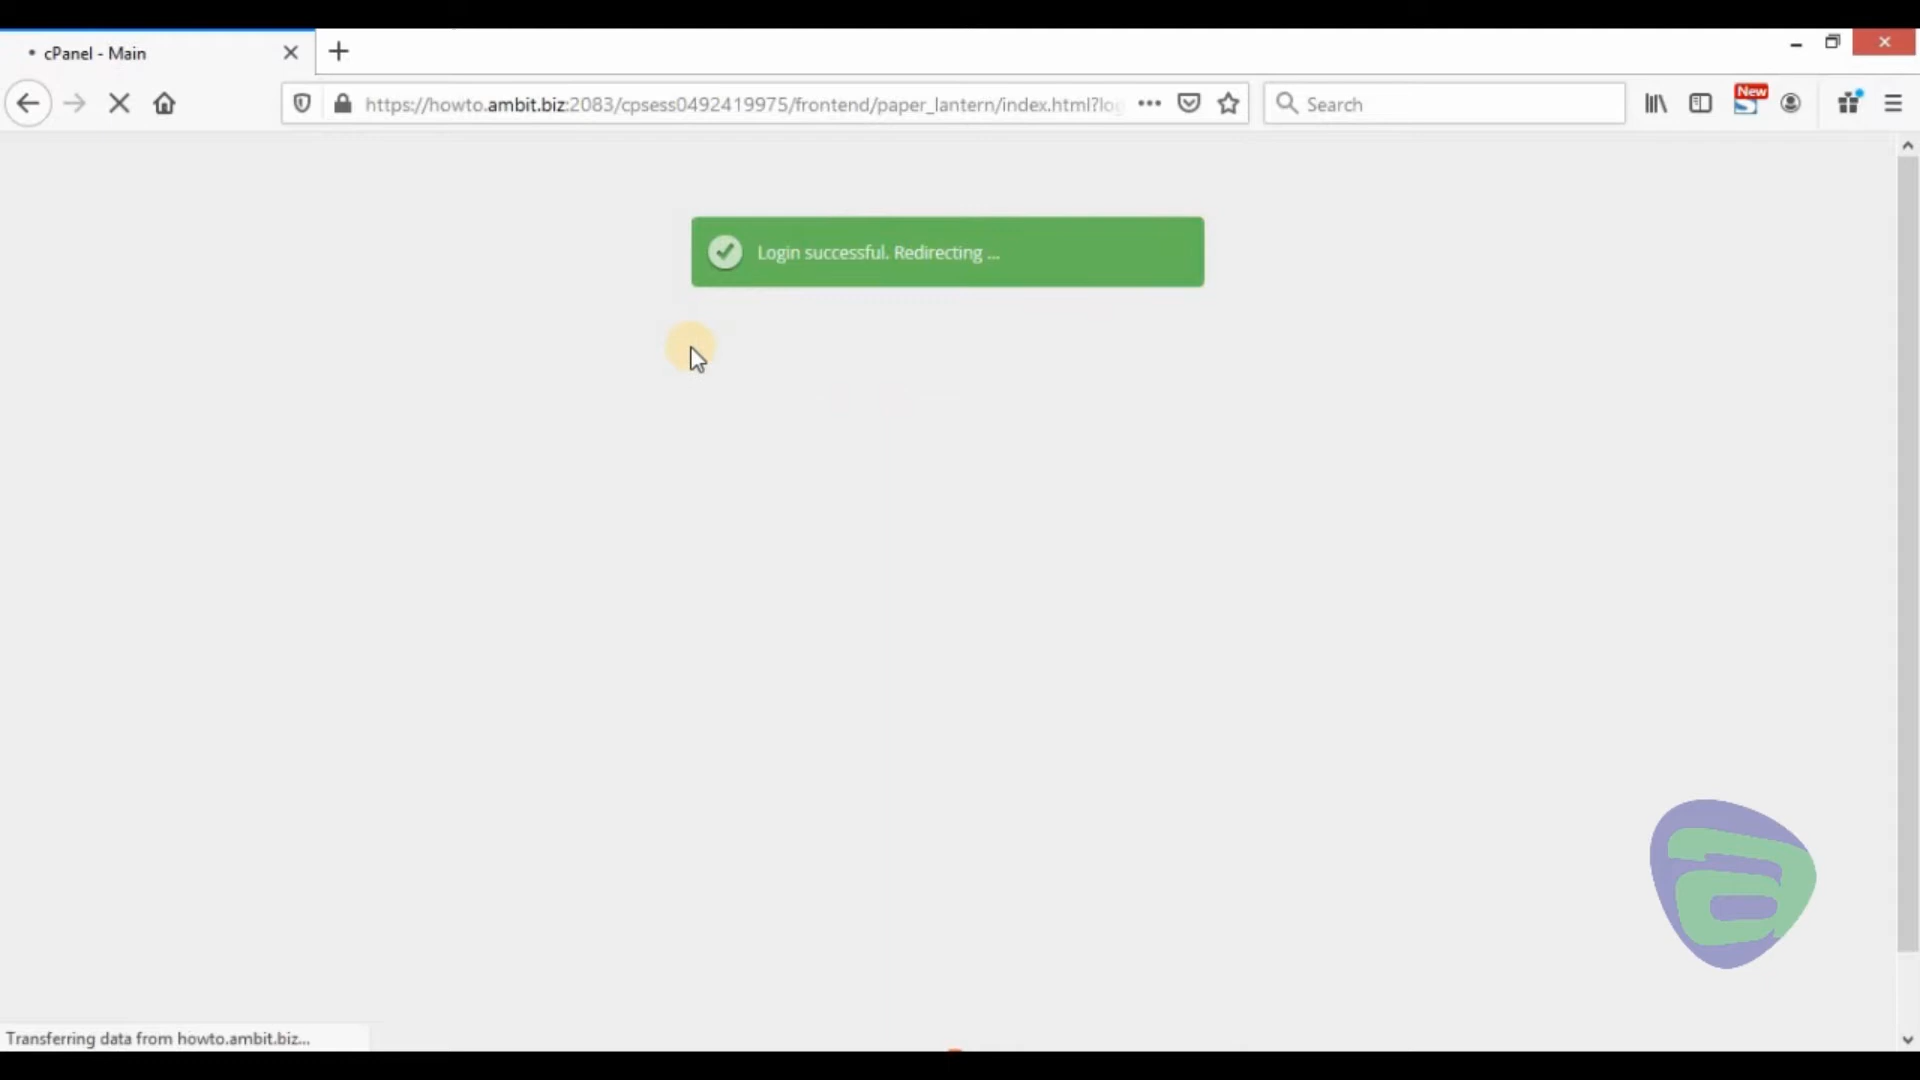 cPanel - Main
https://howto.ambit.biz:2083/cpsess0492419975/frontend/paper_lantern/index.html?log
Search
New
Login successful. Redirecting ...
Transferring data from howto.ambit.biz...